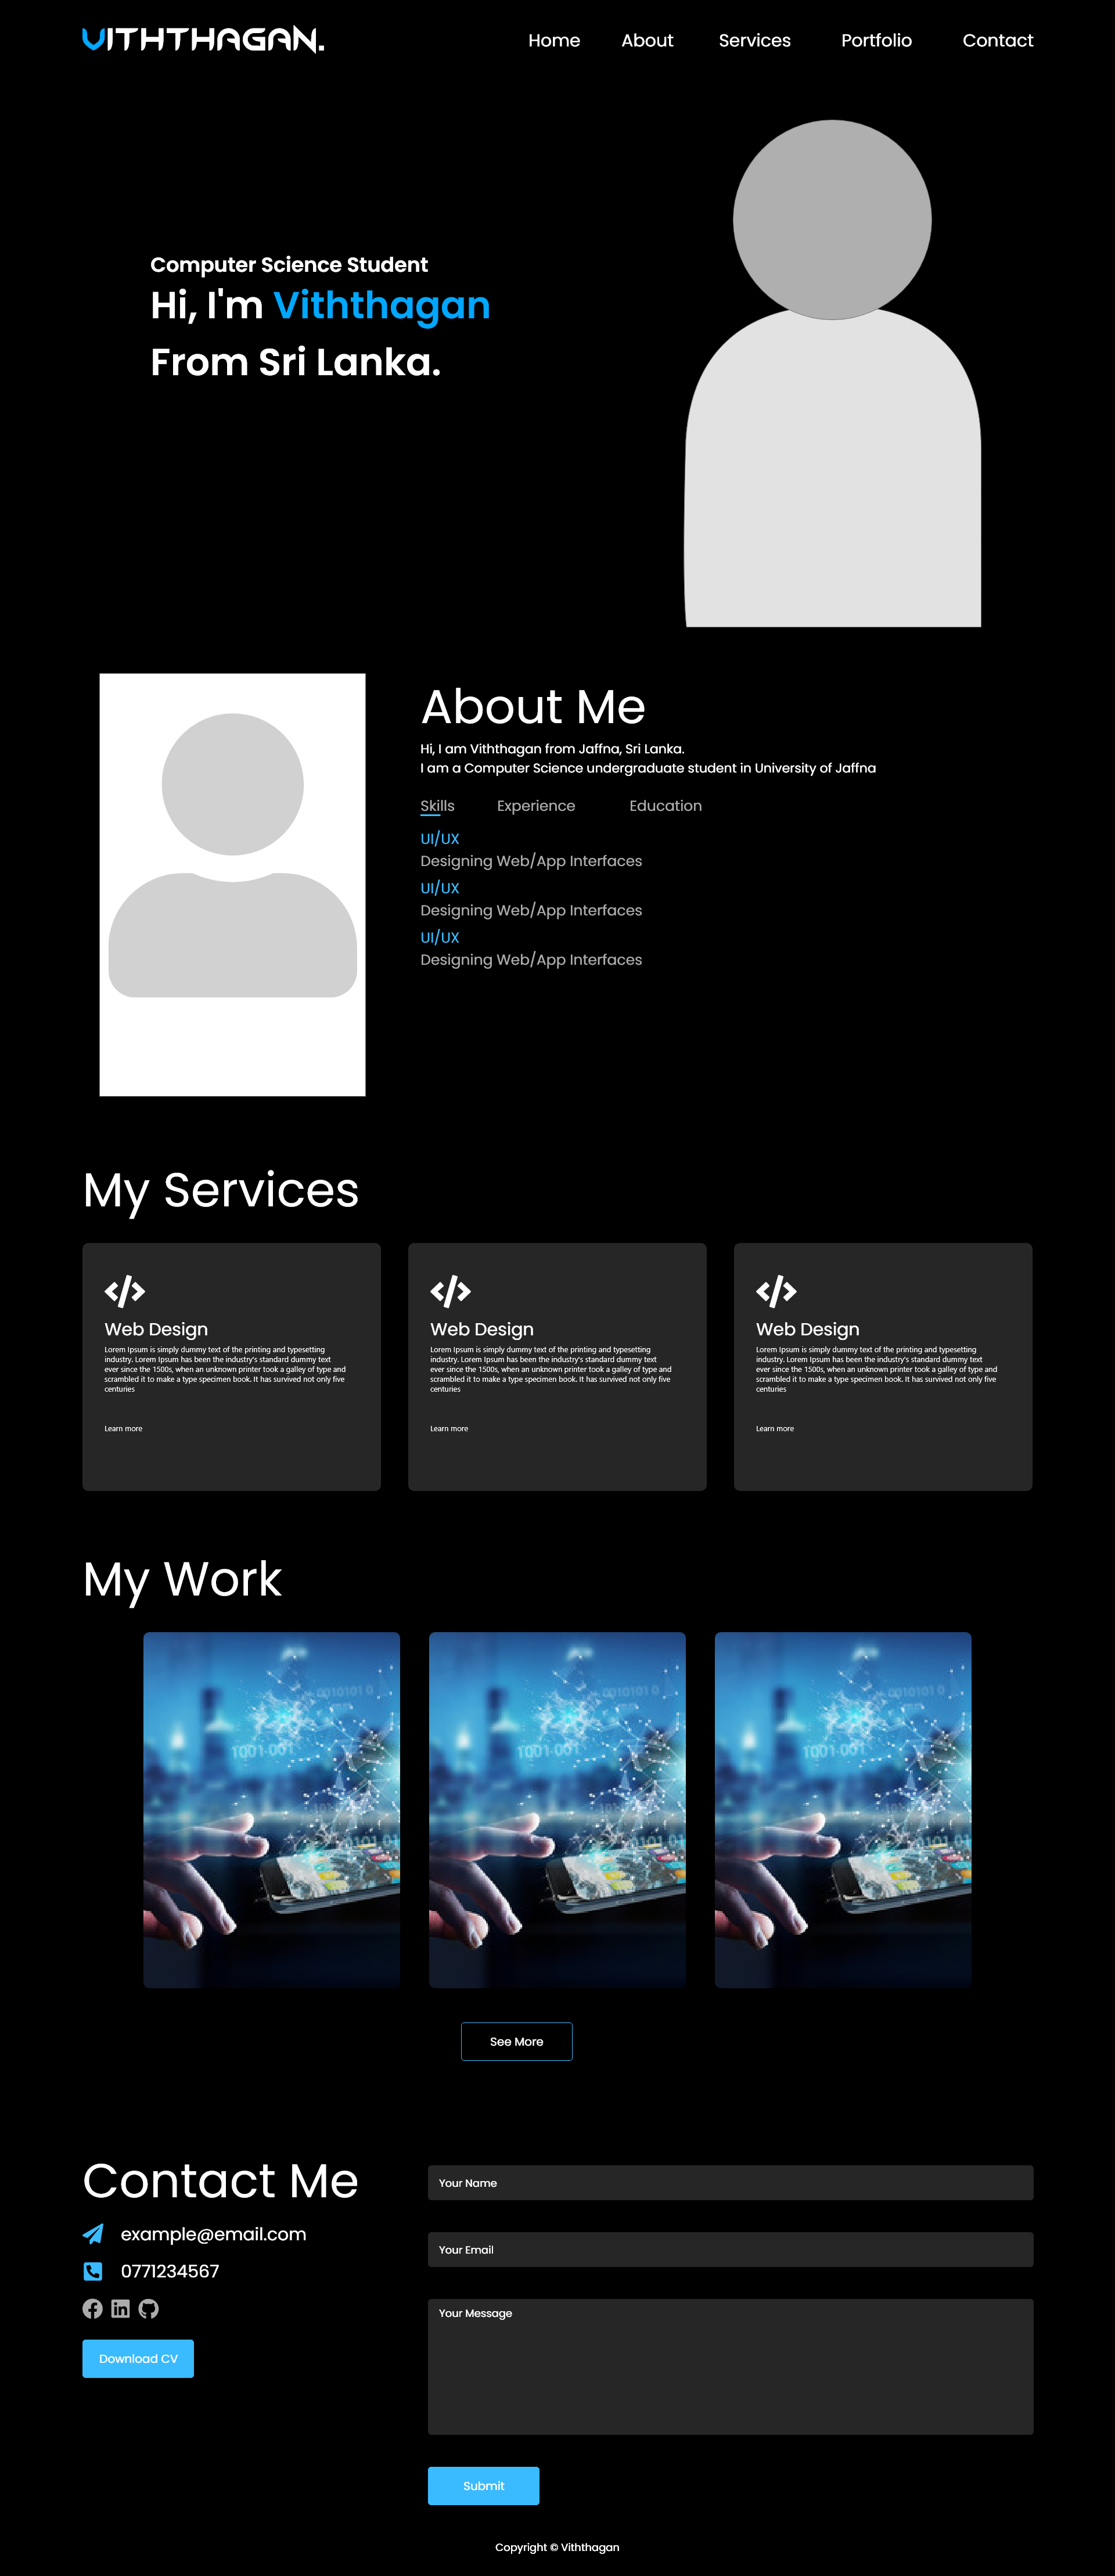 VITHTHAGAN.
Home About Services Portfolio Contact
Computer Science Student
Hi, I'm Viththagan
From Sri Lanka.
About Me
Hi, I am Viththagan from Jaffna, Sri Lanka.
I am a Computer Science undergraduate student in University of Jaffna
Skills Experience Education
UI/UX
Designing Web/App Interfaces
UI/UX
Designing Web/App Interfaces
UI/UX
Designing Web/App Interfaces
My Services
Web Design
Lorem Ipsum is simply dummy text of the printing and typesetting
industry. Lorem Ipsum has been the industry's standard dummy text
ever since the 1500s, when an unknown printer took a galley of type and
scrambled it to make a type specimen book. It has survived not only five
centuries
Learn more
Web Design
Lorem Ipsum is simply dummy text of the printing and typesetting
industry. Lorem Ipsum has been the industry's standard dummy text
ever since the 1500s, when an unknown printer took a galley of type and
scrambled it to make a type specimen book. It has survived not only five
centuries
Learn more
Web Design
Lorem Ipsum is simply dummy text of the printing and typesetting
industry. Lorem Ipsum has been the industry's standard dummy text
ever since the 1500s, when an unknown printer took a galley of type and
scrambled it to make a type specimen book. It has survived not only five
centuries
Learn more
My Work
0010101 0
1001-001
0010101 0
1001-001
0010101 0
1001-001
See More
Contact Me
example@email.com
0771234567
Download CV
Your Name
Your Email
Your Message
Submit
Copyright © Viththagan